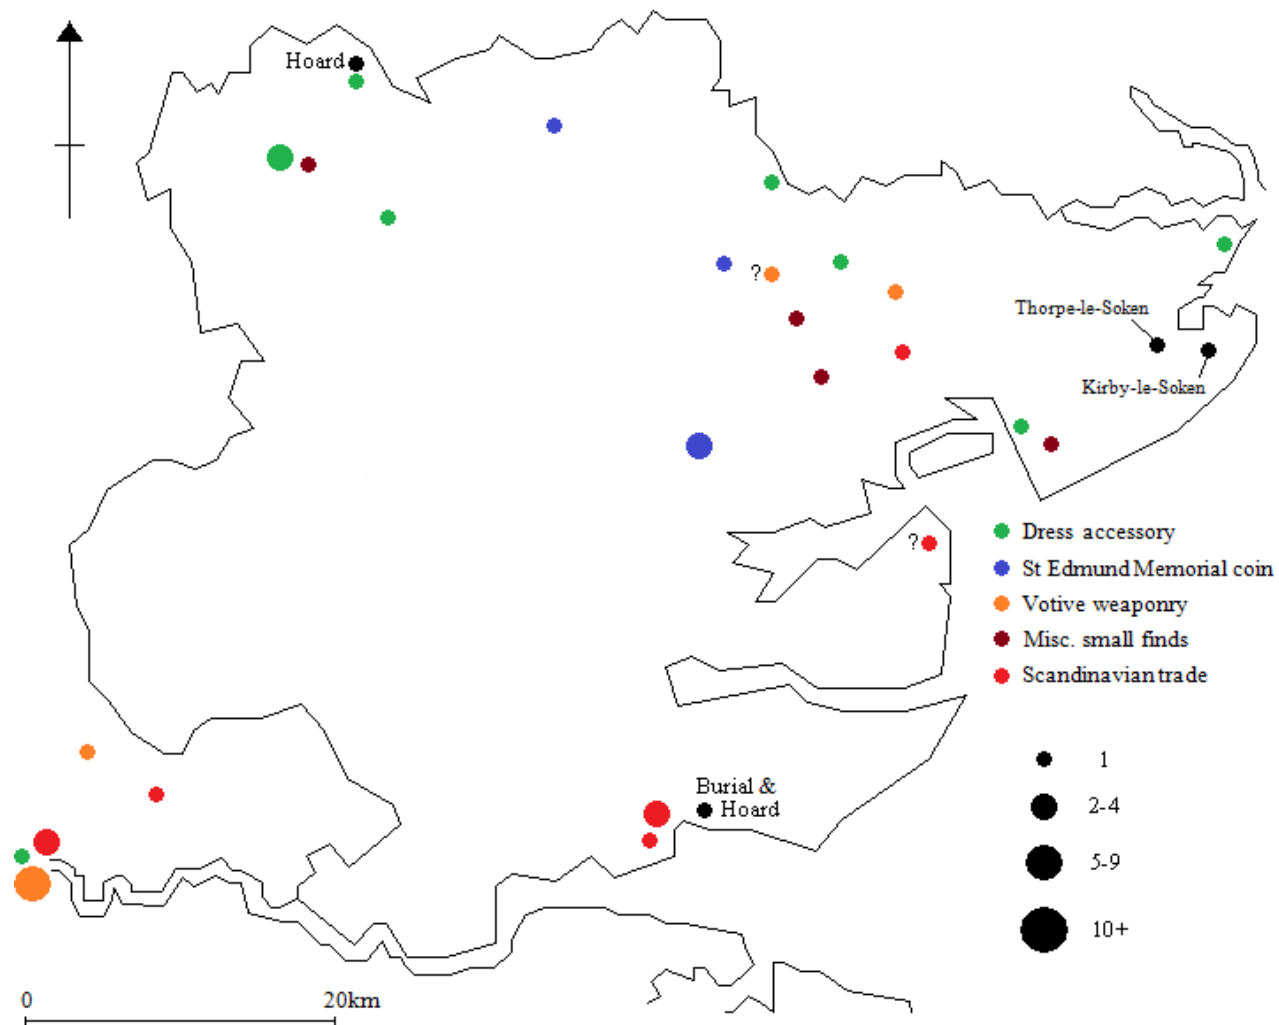 Hoard
?
Thorpe-le-Soken
Kirby-le-Soken
?
Dress accessory
St Edmund Memorial coin
Votive weaponry
Misc. small finds
Scandinavian trade
Burial &
Hoard
1
2-4
5-9
10+
0 20km